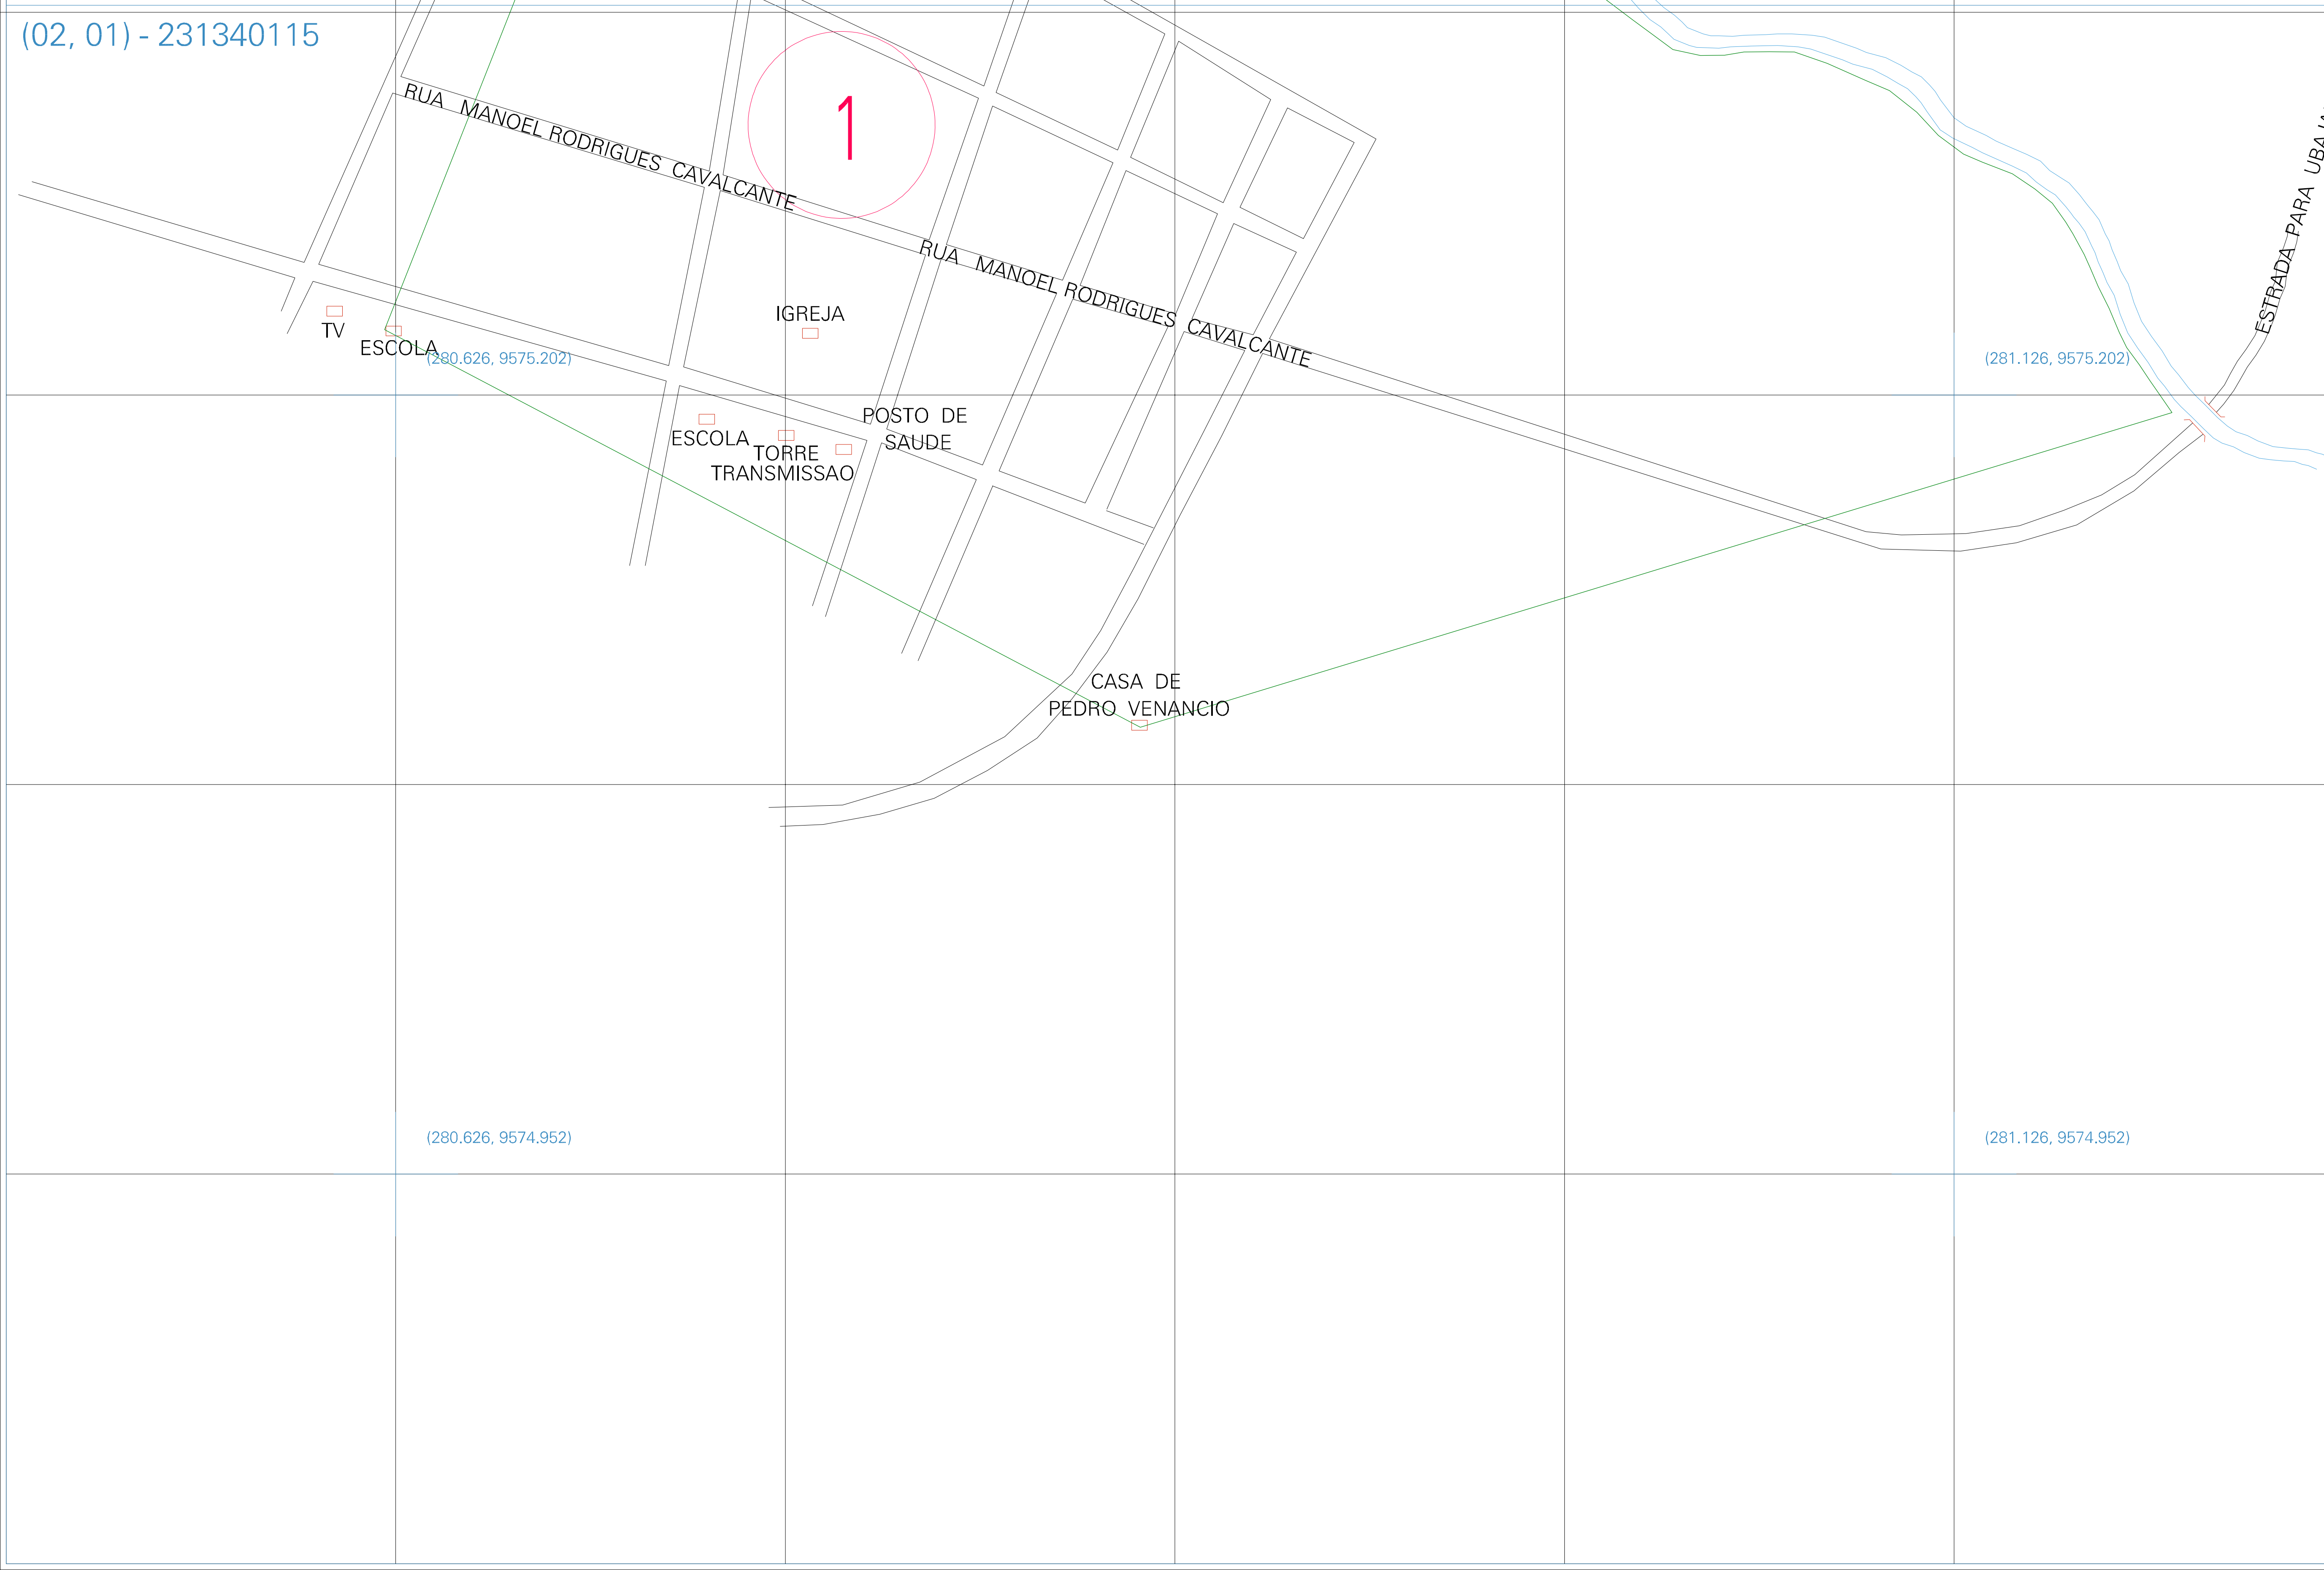 (02, 01) - 231340115
1
RUA MANOEL RODRIGUES CAVALCANTE
RUA MANOEL RODRIGUES CAVALCANTE
ESTRADA PARA
IGREJA
TV
ESCOLA
(280.626, 9575.202)
(281.126, 9575.202)
POSTO DE
SAUDE
ESCOLA
TORRE
TRANSMISSAO
CASA DE
PEDRO VENANCIO
(280.626, 9574.952)
(281.126, 9574.952)